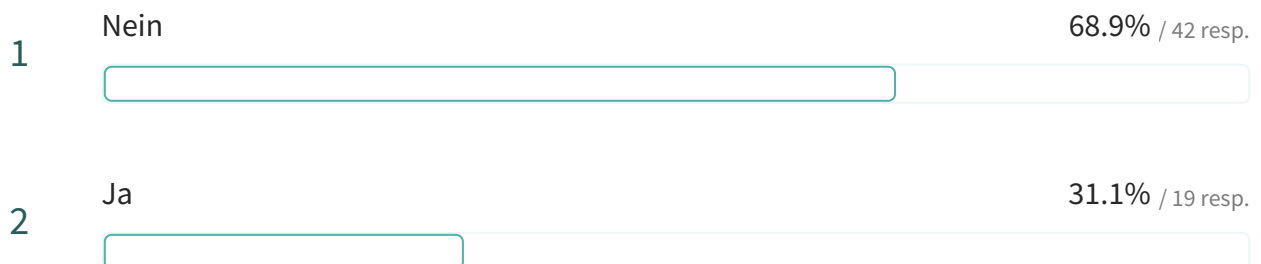 1 Nein 68.9% / 42 resp.
2 Ja 31.1% / 19 resp.